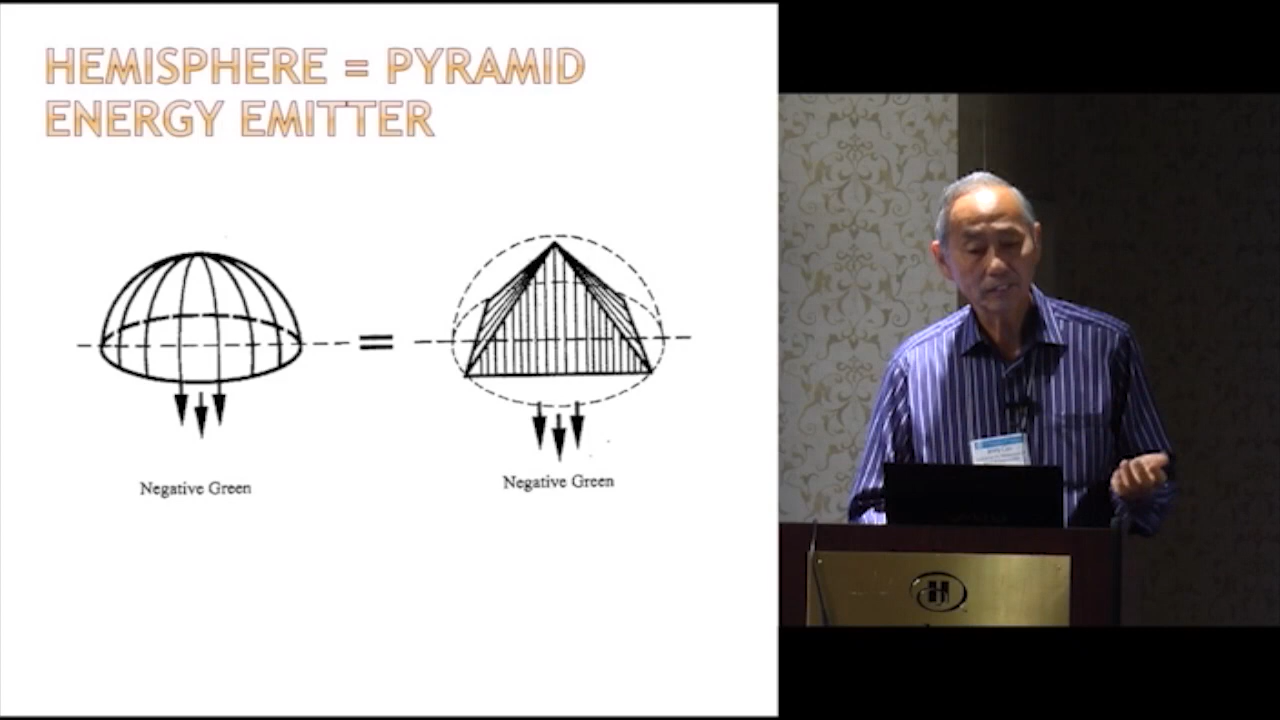 HEMISPHERE = PYRAMID
ENERGY EMITTER
=
Negative Green
Negative Green
H